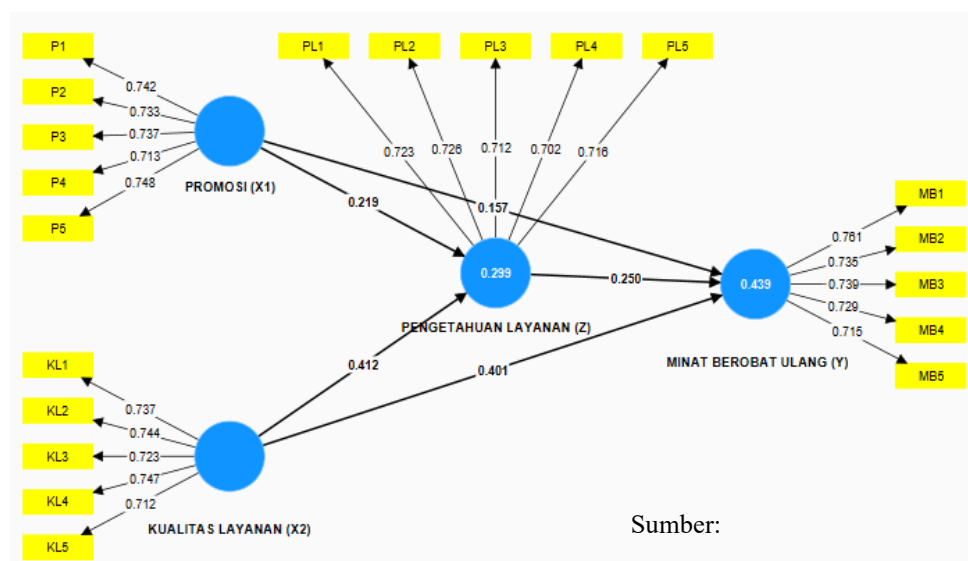 P1
P2
P3
P4
P5
0.742
0.733
0.737
0.713
0.748
PROMOSI (X1)
PL1
PL2
PL3
PL4
PL5
0.723
0.726
0.712
0.702
0.716
0.219
0.157
0.299
PENGETAHUAN LAYANAN (Z)
0.250
0.412
0.401
0.439
MINAT BEROBAT ULANG (Y)
0.761
0.735
0.739
0.729
0.715
MB1
MB2
MB3
MB4
MB5
KL1
KL2
KL3
KL4
KL5
0.737
0.744
0.723
0.747
0.712
KUALITAS LAYANAN (X2)
Sumber: